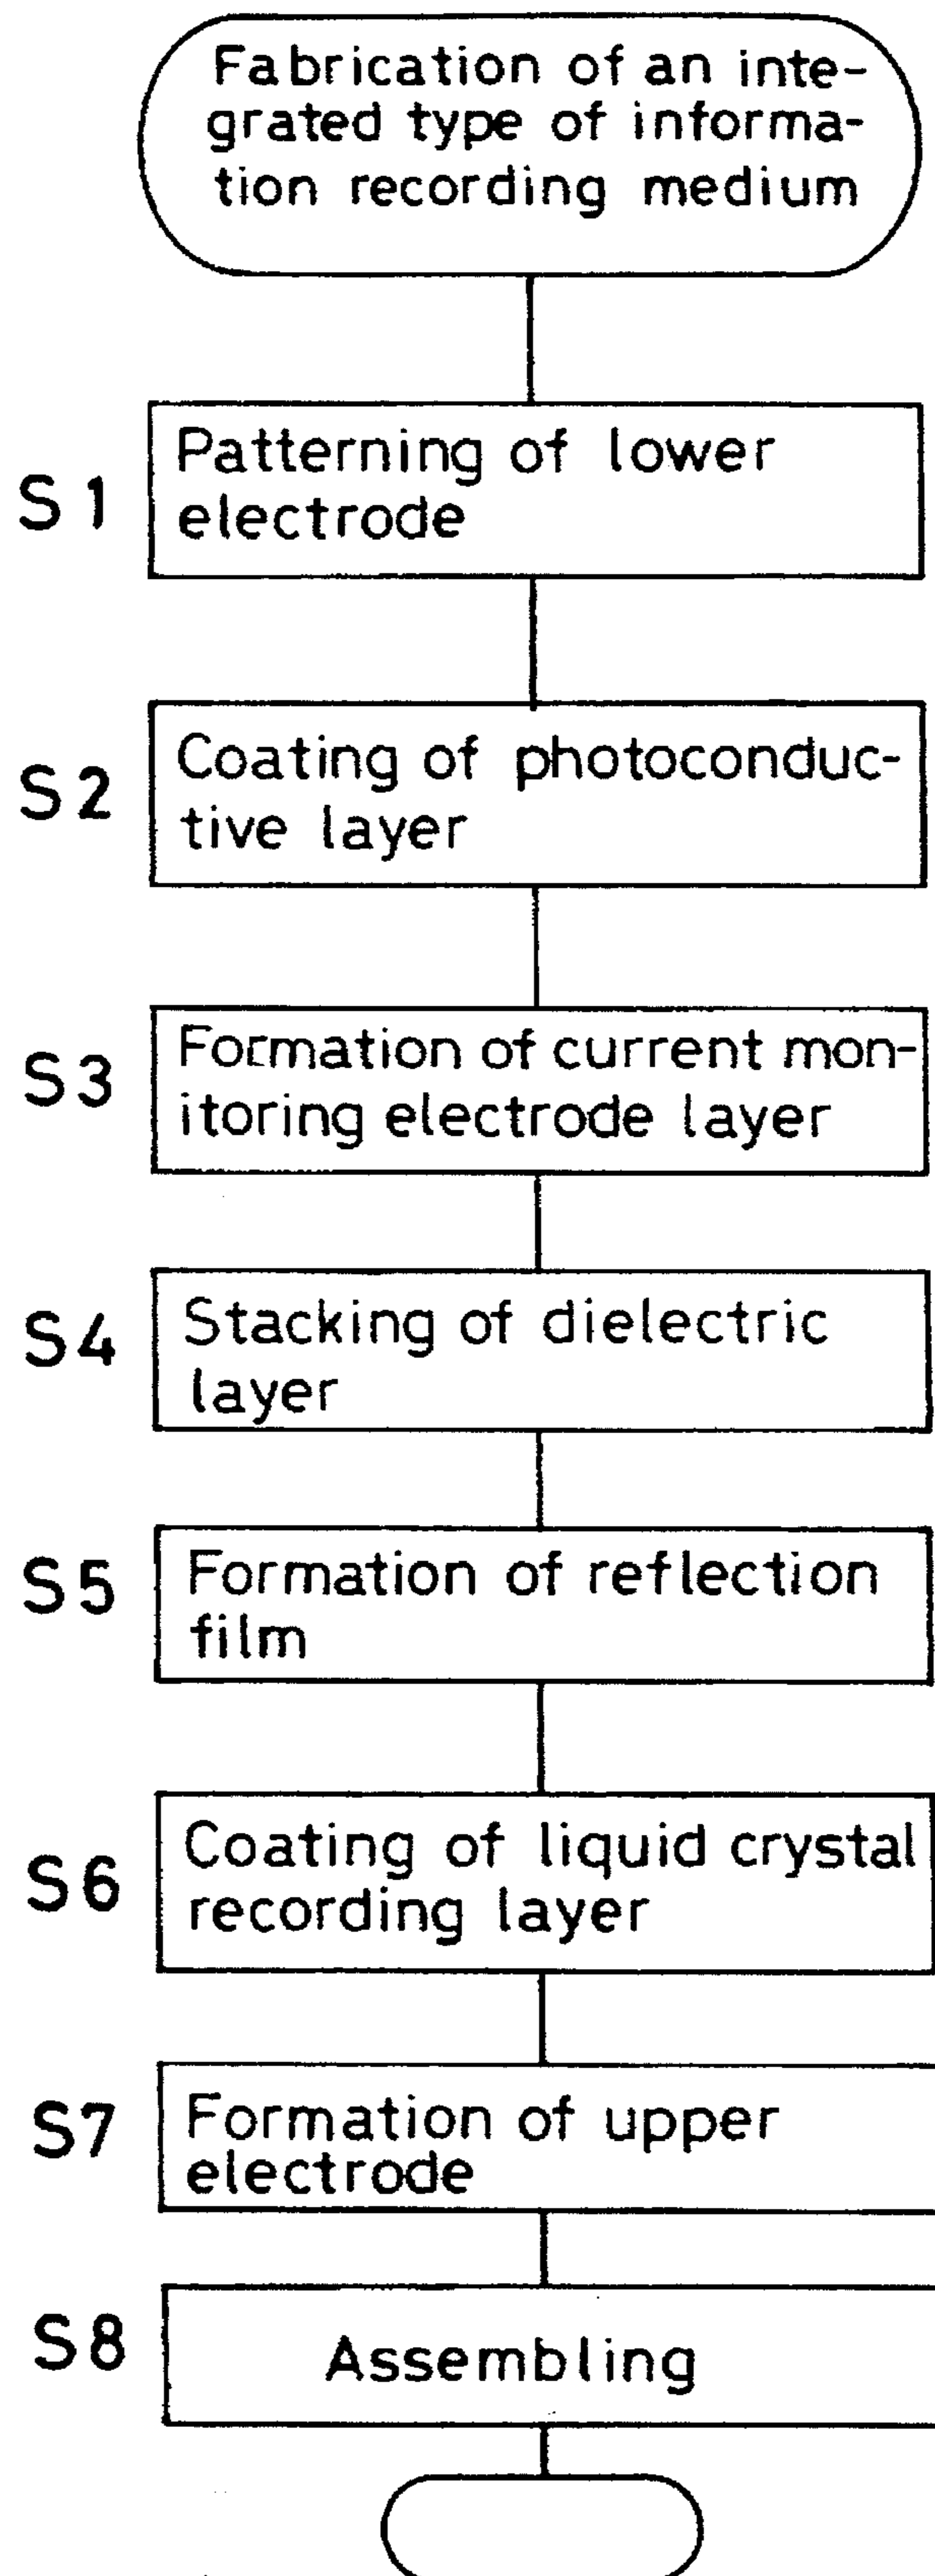 Fabrication of an inte-
grated type of informa-
tion recording medium
S1
Patterning of lower
electrode
S2
Coating of photoconduc-
tive layer
S3
Formation of current mon-
itoring electrode layer
S4
Stacking of dielectric
layer
S5
Formation of reflection
film
S6
Coating of liquid crystal
recording layer
S7
Formation of upper
electrode
S8
Assembling